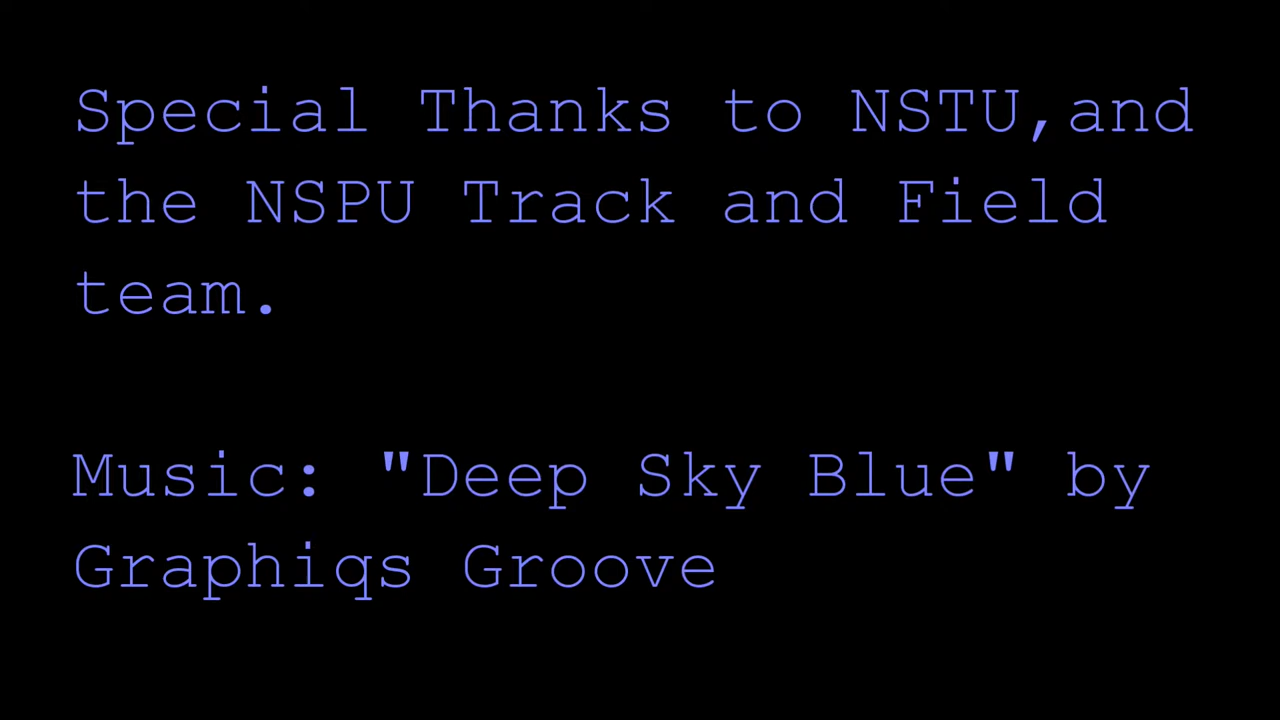 Special Thanks to NSTU,and
the NSPU Track and Field
team.
Music: "Deep Sky Blue" by
Graphiqs Groove